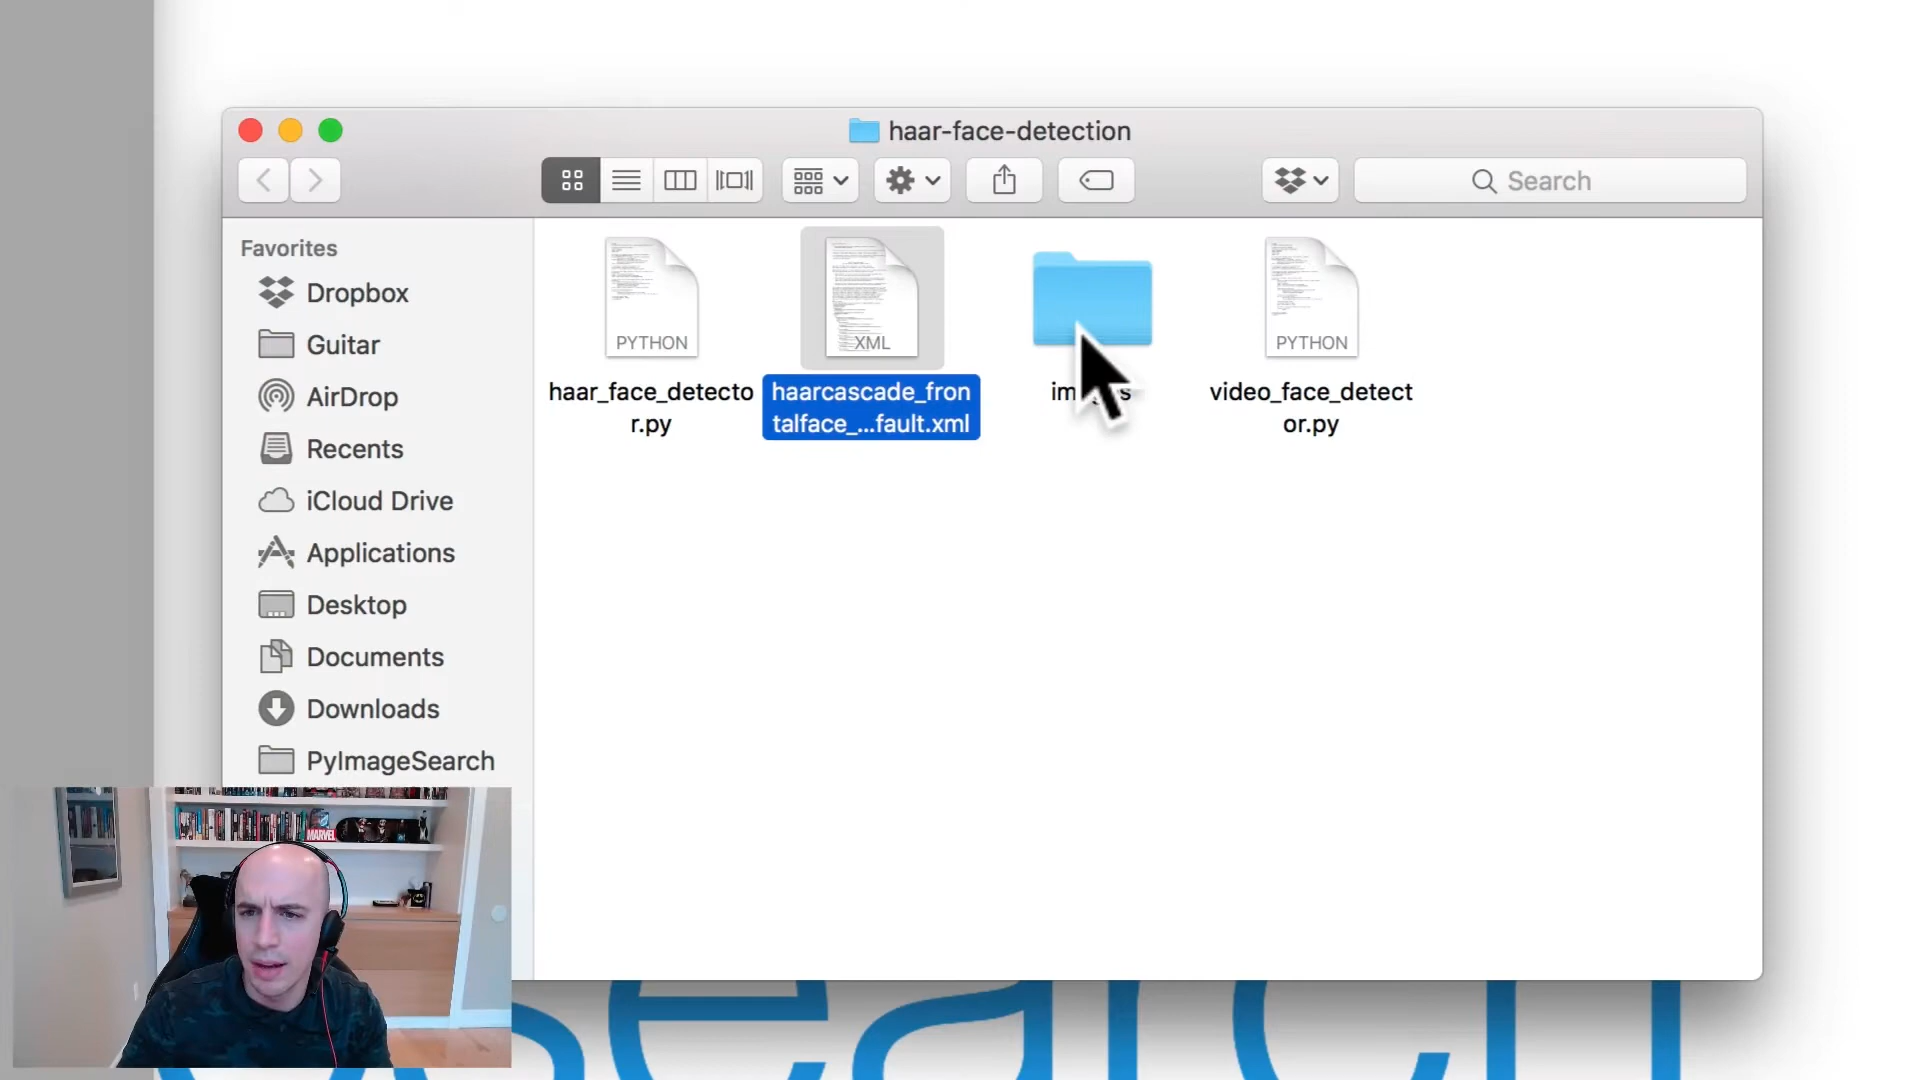 haar-face-detection
Search
Favorites
Dropbox
Guitar
AirDrop
Recents
iCloud Drive
Applications
Desktop
Documents
Downloads
PyImageSearch
PYTHON
haar_face_detecto
r.py
XML
haarcascade_fron
talface_...fault.xml
PYTHON
video_face_detect
or.py
MARVEL